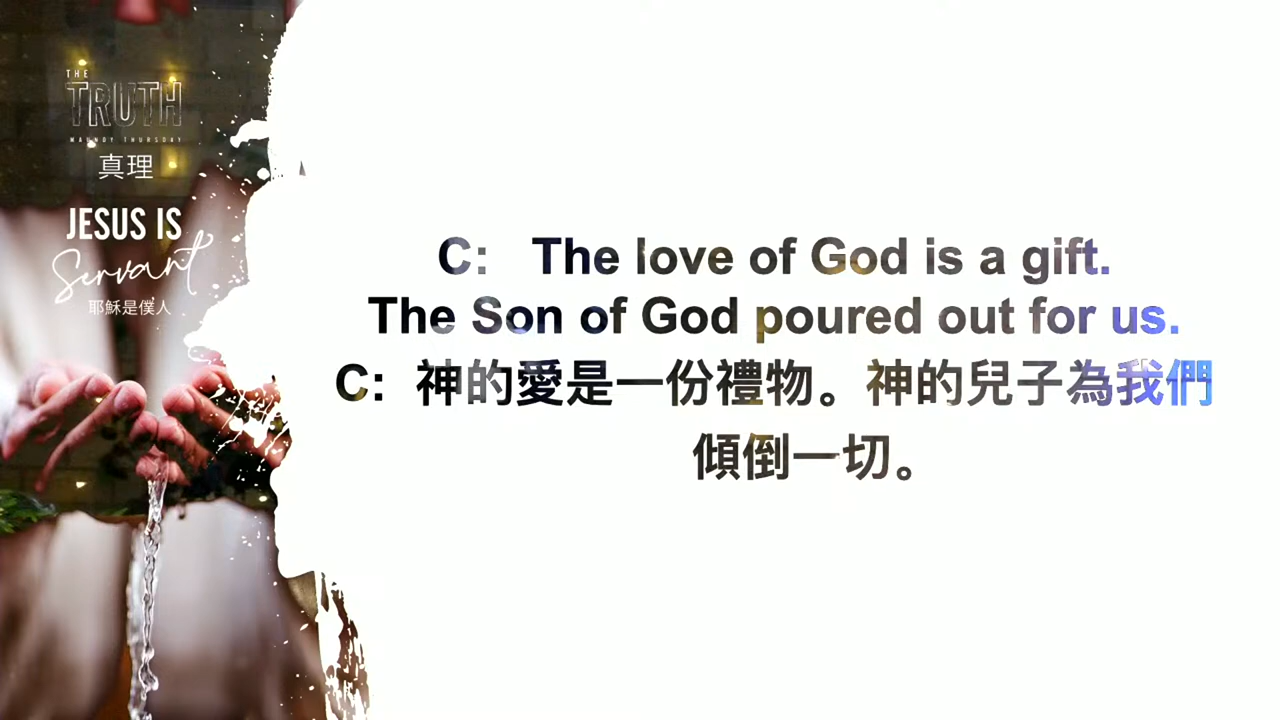 THE
TRUTH
MAUNDY THURSDAY
真理
JESUS IS
Servant
耶穌是僕人
C: The love of God is a gift.
The Son of God poured out for us.
C: 神的愛是一份禮物。神的兒子為我們
傾倒一切。